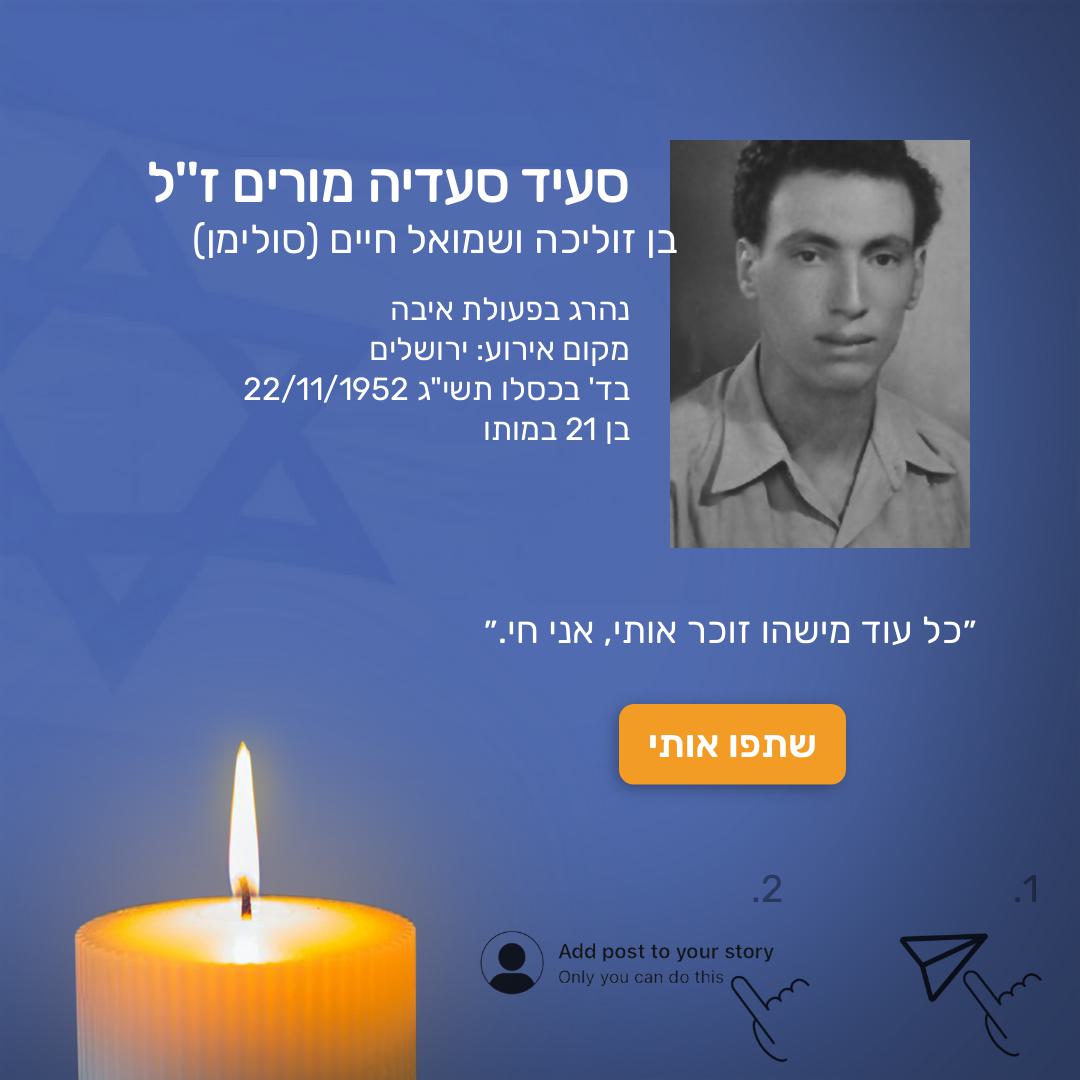 סעיד סעדיה מורים ז''ל
בן זוליכה ושמואל חיים (סולימן)
נהרג בפעולת איבה
מקום אירוע: ירושלים
בד' בכסלו תשי"ג 22/11/1952
בן 21 במותו
״כל עוד מישהו זוכר אותי, אני חי.״
שתפו אותי
1.
2.
Add post to your story
Only you can do this